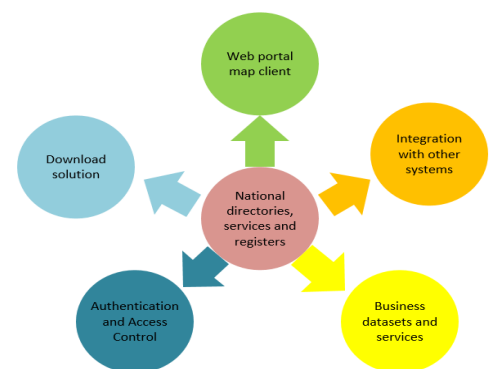 Web portal
map client
Download
solution
Integration
with other
systems
National
directories,
services and
registers
Authentication
and Access
Control
Business
datasets and
services